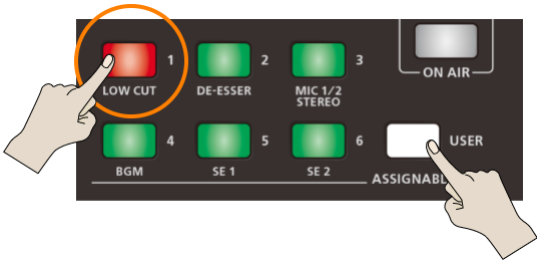 1
2
3
ON AIR
LOW CUT
DE-ESSER
MIC 1/2
STEREO
4
5
6
USER
BGM
SE 1
SE 2